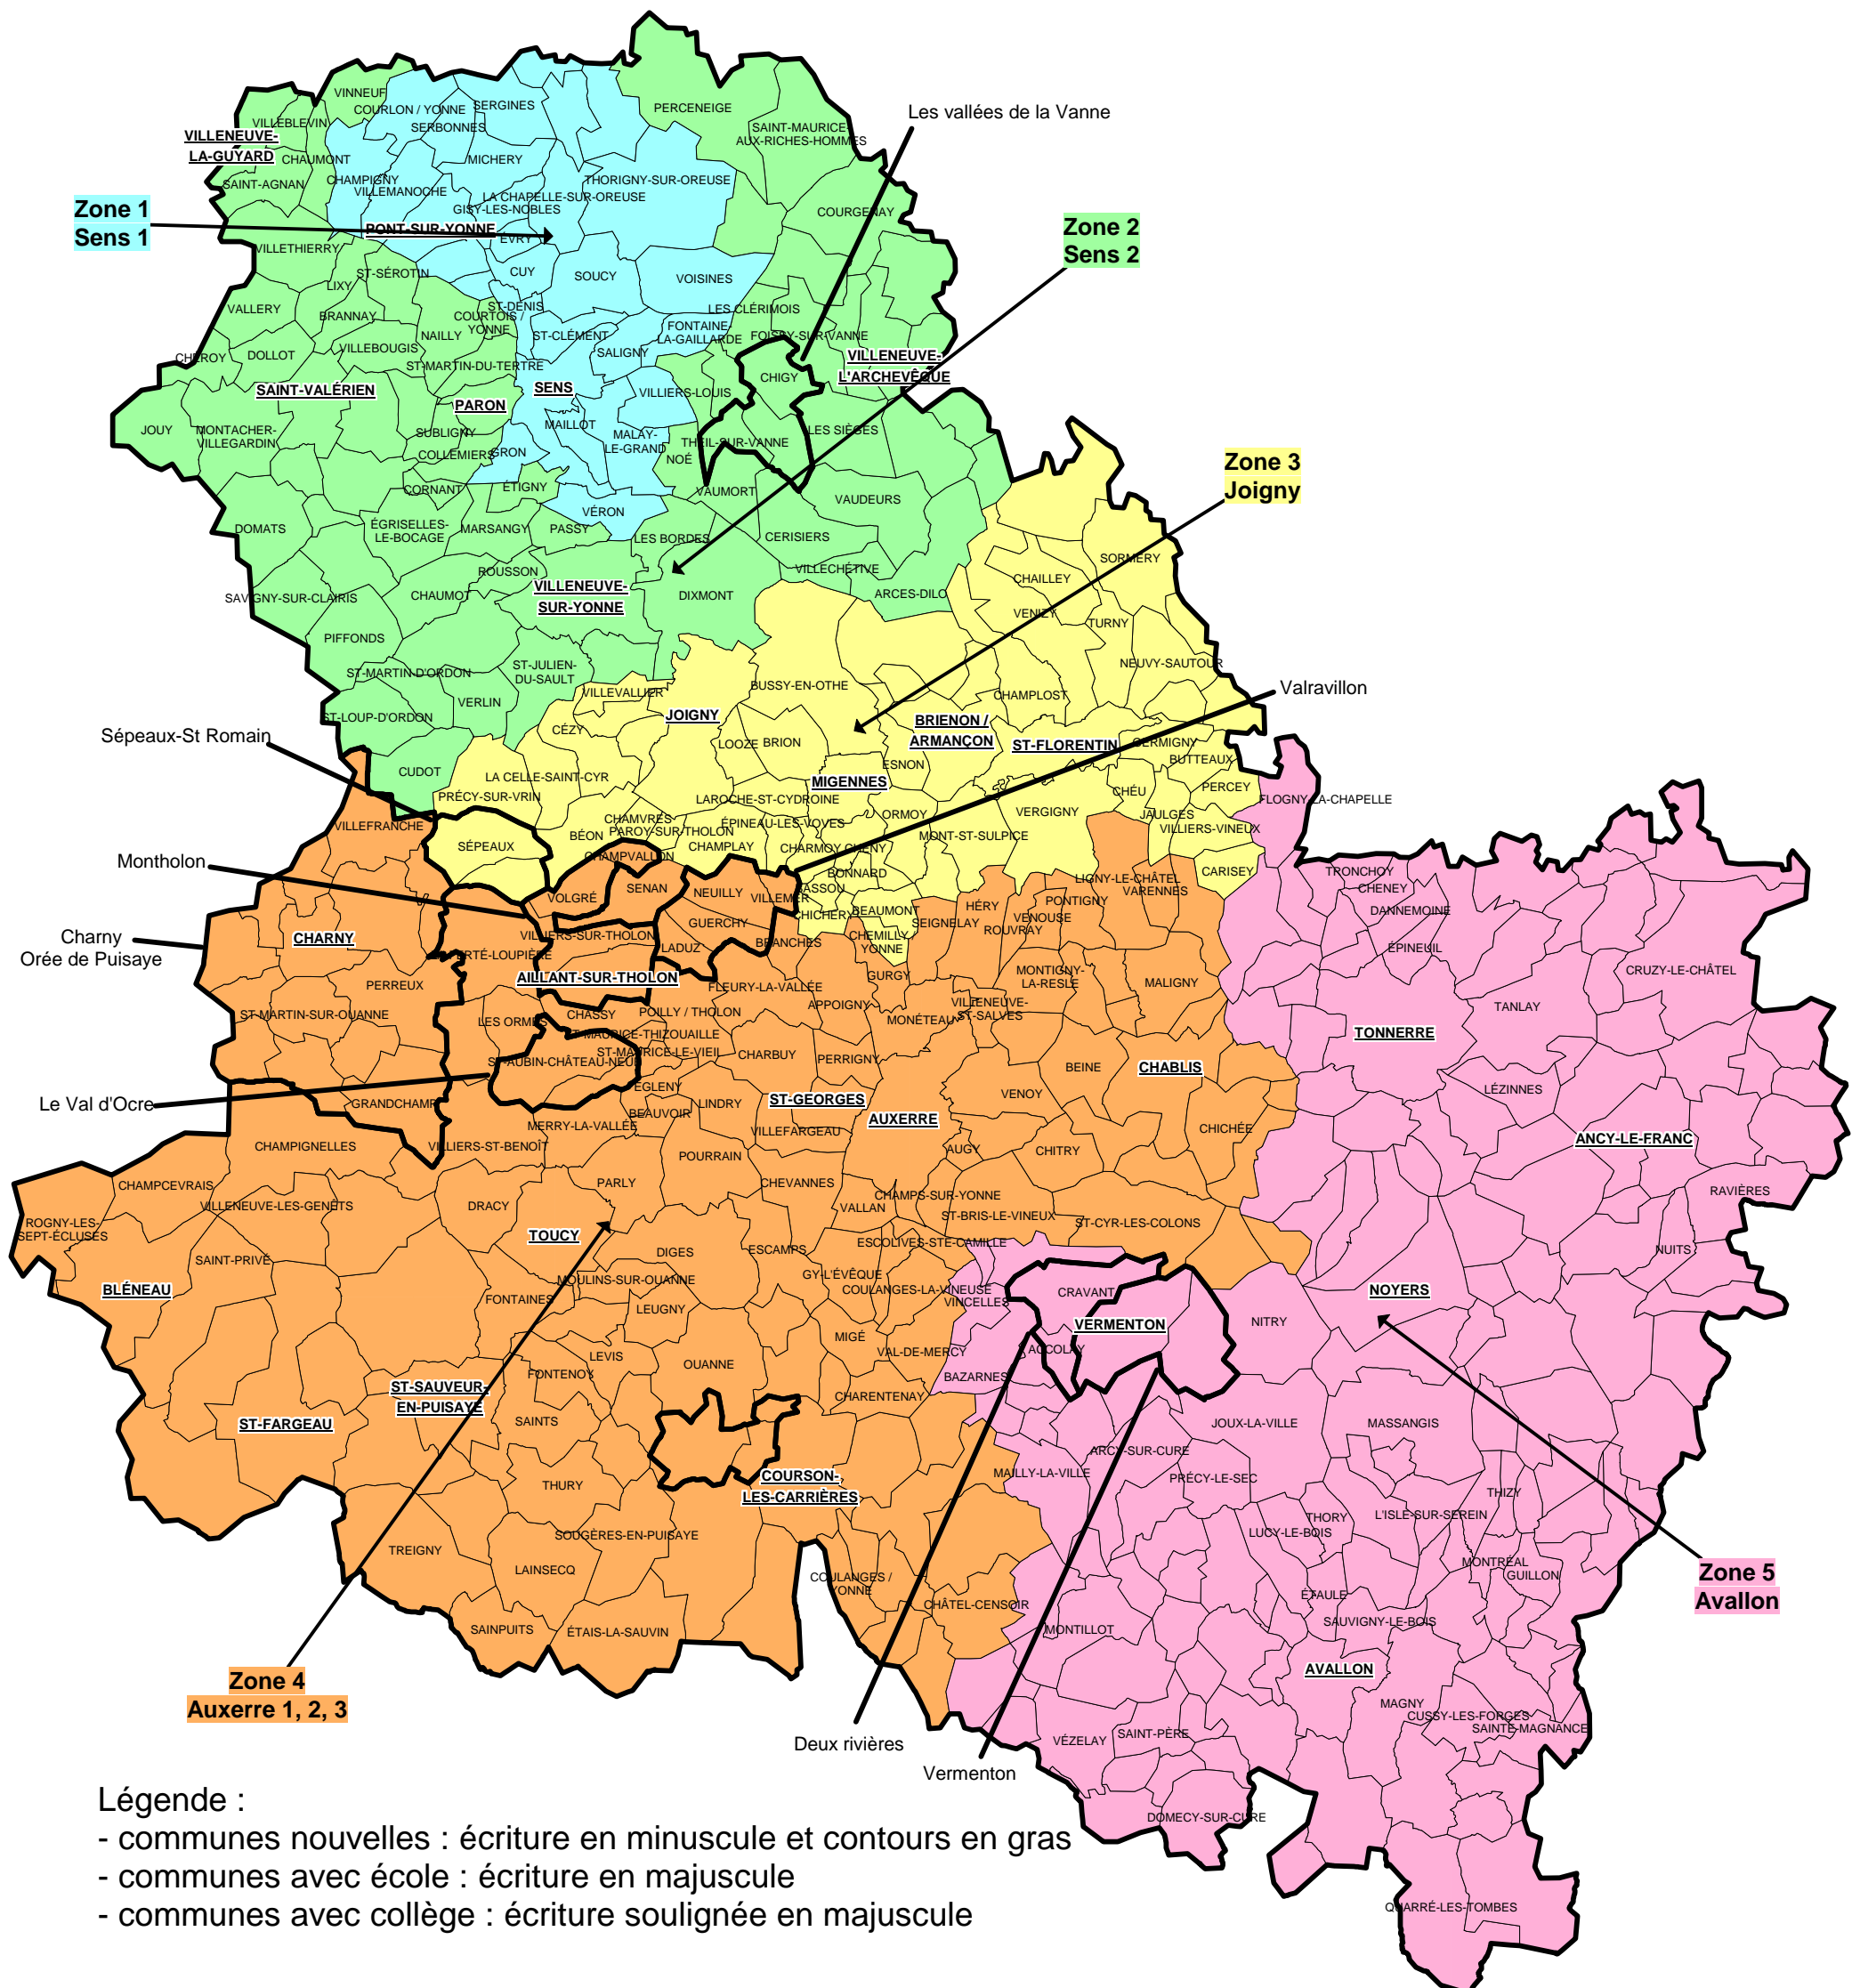 VINNEUF
COURLON / YONNE
SERGINES
PERCENEIGE
Les vallées de la Vanne
VILLEBLEVIN
SERBONNES
SAINT-MAURICE-
AUX-RICHES-HOMMES
VILLENEUVE-
LA-GUYARD
CHAUMONT
MICHERY
SAINT-AGNAN
CHAMPIGNY
VILLEMANOCHE
THORIGNY-SUR-OREUSE
LA CHAPELLE-SUR-OREUSE
GISY-LES-NOBLES
COURGENAY
Zone 1
Sens 1
PONT-SUR-YONNE
ÉVRY
Zone 2
Sens 2
VILLETHIERRY
ST-SÉROTIN
CUY
SOUCY
VOISINES
LIXY
VALLERY
BRANNAY
ST-DENIS
COURTOIS /
YONNE
LES CLÉRIMOIS
NAILLY
ST-CLÉMENT
FONTAINE-
LA-GAILLARDE
FOISSY-SUR-VANNE
CHÉROY
DOLLOT
VILLEBOUGIS
SALIGNY
ST-MARTIN-DU-TERTRE
VILLENEUVE-
L'ARCHEVÊQUE
CHIGY
SAINT-VALÉRIEN
SENS
VILLIERS-LOUIS
PARON
JOUY
MONTACHER-
VILLEGARDIN
SUBLIGNY
MAILLOT
MALAY-
LE-GRAND
THEIL-SUR-VANNE
LES SIÈGES
COLLEMIERS
GRON
NOÉ
Zone 3
Joigny
CORNANT
ÉTIGNY
VAUMORT
VAUDEURS
VÉRON
DOMATS
ÉGRISELLES-
LE-BOCAGE
MARSANGY
PASSY
LES BORDES
CERISIERS
SORMERY
ROUSSON
VILLECHÉTIVE
CHAILLEY
SAVIGNY-SUR-CLAIRIS
CHAUMOT
VILLENEUVE-
SUR-YONNE
DIXMONT
ARCES-DILO
VENIZY
TURNY
PIFFONDS
ST-MARTIN-D'ORDON
ST-JULIEN-
DU-SAULT
NEUVY-SAUTOUR
VILLEVALLIER
BUSSY-EN-OTHE
CHAMPLOST
Valravillon
VERLIN
ST-LOUP-D'ORDON
JOIGNY
BRIENON /
ARMANÇON
Sépeaux-St Romain
CÉZY
LOOZE
BRION
ST-FLORENTIN
GERMIGNY
BUTTEAUX
CUDOT
LA CELLE-SAINT-CYR
ESNON
MIGENNES
PRÉCY-SUR-VRIN
LAROCHE-ST-CYDROINE
CHÉU
PERCEY
FLOGNY-LA-CHAPELLE
VILLEFRANCHE
CHAMVRES
ÉPINEAU-LES-VOVES
ORMOY
VERGIGNY
JAULGES
BÉON
PAROY-SUR-THOLON
MONT-ST-SULPICE
VILLIERS-VINEUX
SÉPEAUX
CHAMPLAY
CHARMOY
CHENY
Montholon
CHAMPVALLON
BONNARD
LIGNY-LE-CHÂTEL
CARISEY
TRONCHOY
SENAN
NEUILLY
BASSOU
VARENNES
CHENEY
VOLGRÉ
VILLEMER
HÉRY
PONTIGNY
DANNEMOINE
CHICHERY
BEAUMONT
VENOUSE
GUERCHY
SEIGNELAY
ROUVRAY
Charny
Orée de Puisaye
CHARNY
VILLIERS-SUR-THOLON
LADUZ
BRANCHES
CHEMILLY /
YONNE
ÉPINEUIL
AILLANT-SUR-THOLON
GURGY
MONTIGNY-
LA-RESLE
MALIGNY
CRUZY-LE-CHÂTEL
PERREUX
FLEURY-LA-VALLÉE
APPOIGNY
TANLAY
ST-MARTIN-SUR-OUANNE
LES ORMES
CHASSY
POILLY / THOLON
MONÉTEAU
VILLENEUVE-
ST-SALVES
TONNERRE
ST-MAURICE-THIZOUAILLE
ST-MAURICE-LE-VIEIL
CHARBUY
PERRIGNY
ST-AUBIN-CHÂTEAU-NEUF
BEINE
CHABLIS
ÉGLENY
LÉZINNES
Le Val d'Ocre
GRANDCHAMP
BEAUVOIR
LINDRY
ST-GEORGES
VENOY
AUXERRE
MERRY-LA-VALLÉE
VILLEFARGEAU
CHICHÉE
ANCY-LE-FRANC
CHAMPIGNELLES
VILLIERS-ST-BENOÎT
POURRAIN
AUGY
CHITRY
CHAMPCEVRAIS
PARLY
CHEVANNES
RAVIÈRES
VILLENEUVE-LES-GENÊTS
DRACY
VALLAN
CHAMPS-SUR-YONNE
ROGNY-LES-
SEPT-ÉCLUSES
TOUCY
ST-BRIS-LE-VINEUX
ST-CYR-LES-COLONS
SAINT-PRIVÉ
DIGES
ESCAMPS
ESCOLIVES-STE-CAMILLE
NUITS
BLÉNEAU
MOULINS-SUR-OUANNE
GY-L'ÉVÊQUE
COULANGES-LA-VINEUSE
CRAVANT
NOYERS
FONTAINES
LEUGNY
VINCELLES
VERMENTON
NITRY
MIGÉ
VAL-DE-MERCY
ACCOLAY
LEVIS
OUANNE
FONTENOY
BAZARNES
ST-SAUVEUR-
EN-PUISAYE
CHARENTENAY
ST-FARGEAU
SAINTS
JOUX-LA-VILLE
MASSANGIS
ARCY-SUR-CURE
COURSON-
LES-CARRIÈRES
MAILLY-LA-VILLE
PRÉCY-LE-SEC
THURY
THIZY
THORY
L'ISLE-SUR-SEREIN
LUCY-LE-BOIS
SOUGÈRES-EN-PUISAYE
TREIGNY
MONTRÉAL
LAINSECQ
COULANGES /
YONNE
GUILLON
Zone 5
Avallon
ÉTAULE
CHÂTEL-CENSOIR
SAUVIGNY-LE-BOIS
SAINPUITS
ÉTAIS-LA-SAUVIN
MONTILLOT
AVALLON
Zone 4
Auxerre 1, 2, 3
MAGNY
CUSSY-LES-FORGES
SAINTE-MAGNANCE
SAINT-PÈRE
VÉZELAY
Deux rivières
Vermenton
DOMECY-SUR-CURE
QUARRÉ-LES-TOMBES
Légende :
- communes nouvelles : écriture en minuscule et contours en gras
- communes avec école : écriture en majuscule
- communes avec collège : écriture soulignée en majuscule